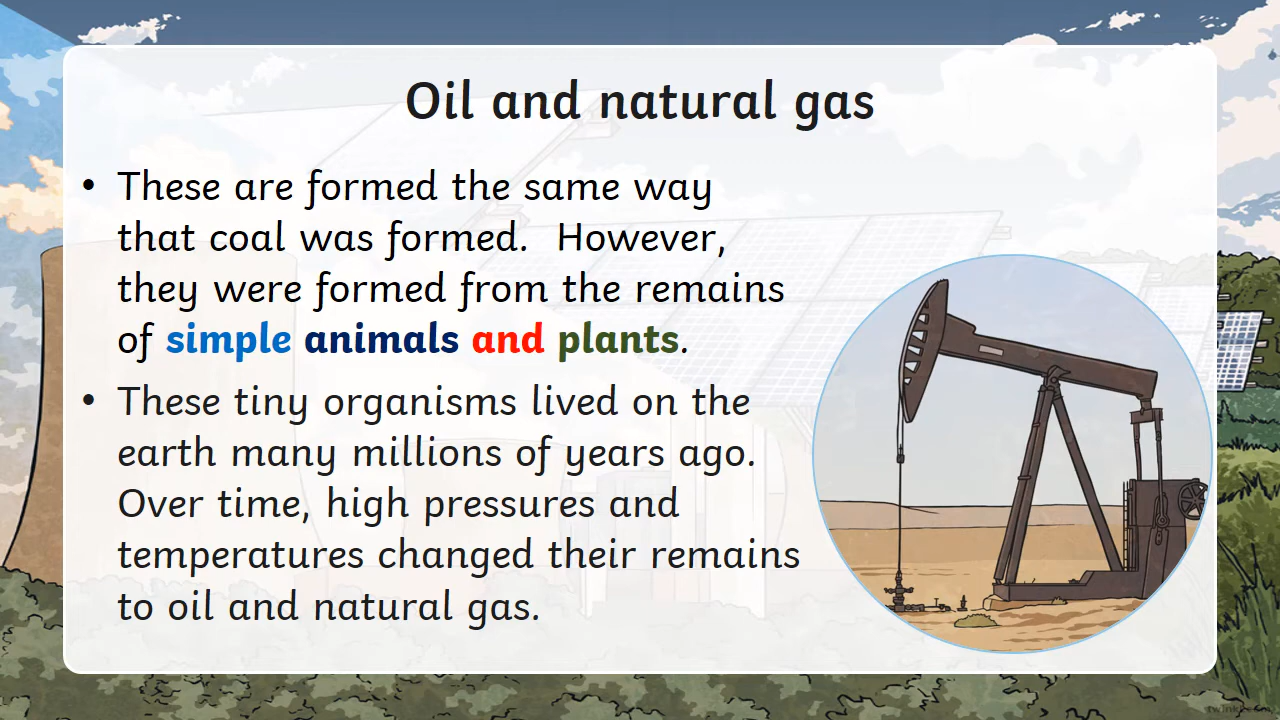 Oil and natural gas
• These are formed the same way
that coal was formed.  However,
they were formed from the remains
of simple animals and plants.
• These tiny organisms lived on the
earth many millions of years ago.
Over time, high pressures and
temperatures changed their remains
to oil and natural gas.